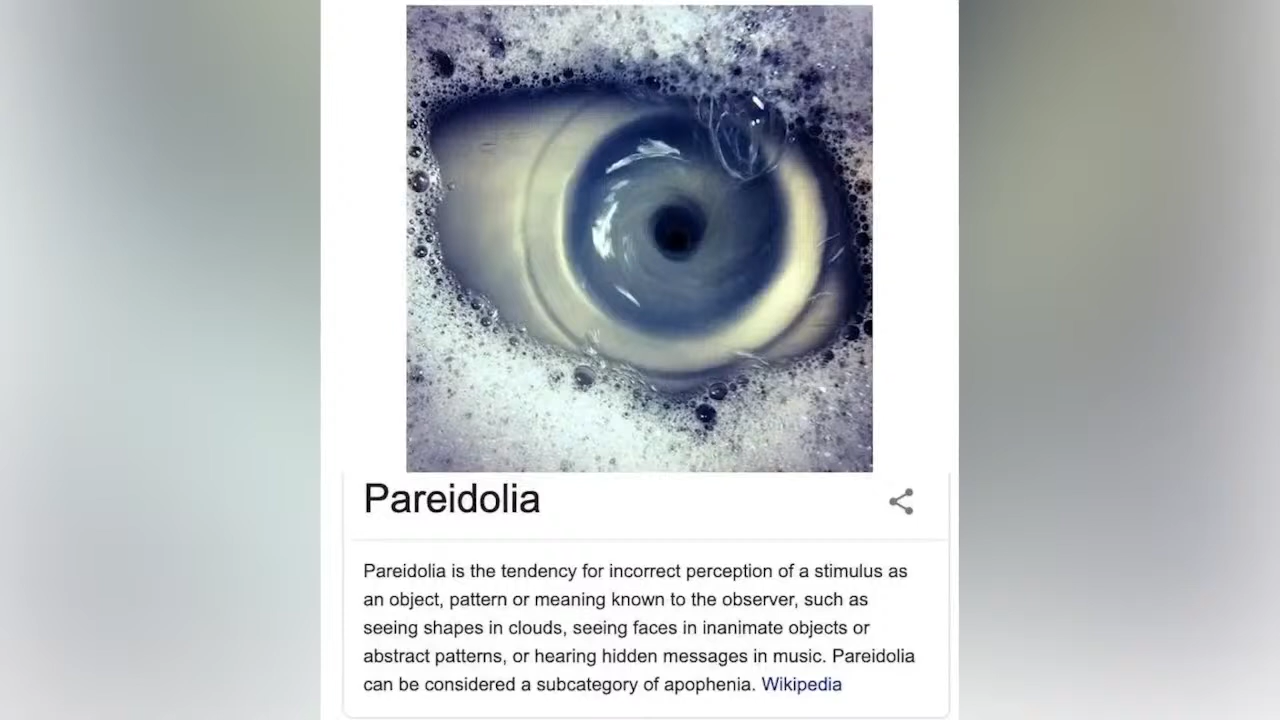 Pareidolia
Pareidolia is the tendency for incorrect perception of a stimulus as
an object, pattern or meaning known to the observer, such as
seeing shapes in clouds, seeing faces in inanimate objects or
abstract patterns, or hearing hidden messages in music. Pareidolia
can be considered a subcategory of apophenia. Wikipedia